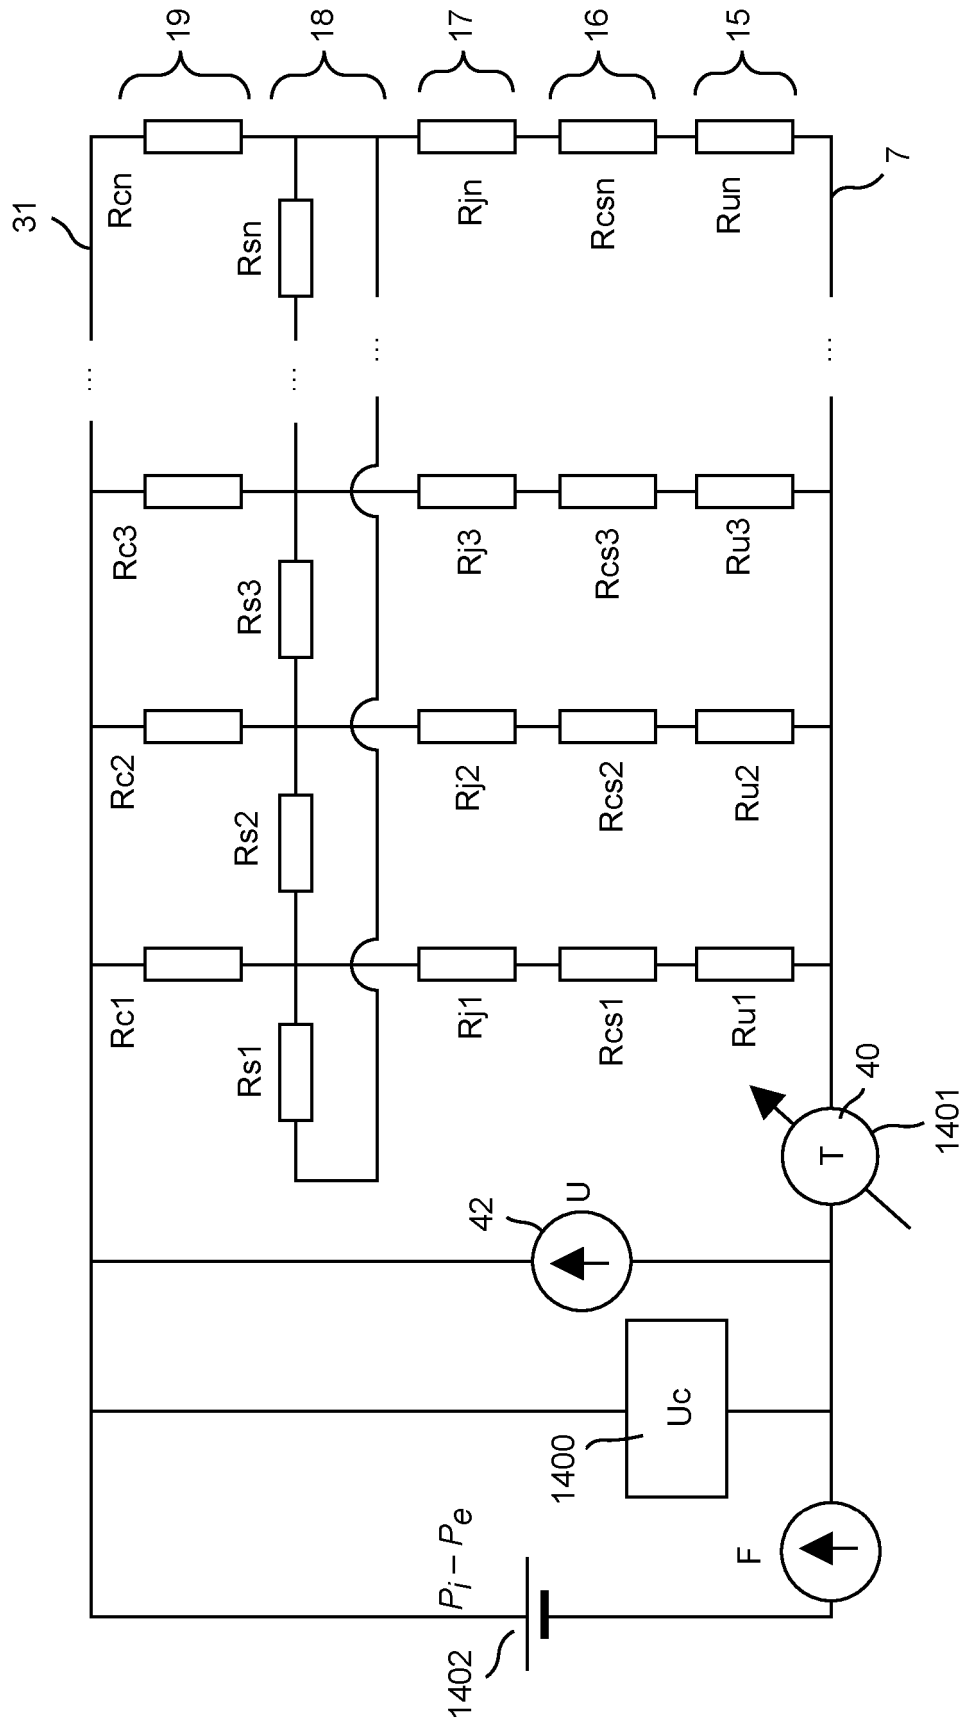 19
18
17
16
15
31
7
Rcn
Rsn
Rjn
Rcsn
Run
....
....
....
....
Rc3
Rs3
Rj3
Rcs3
Ru3
Rc2
Rs2
Rj2
Rcs2
Ru2
Rc1
Rs1
Rj1
Rcs1
Ru1
40
1401
T
42
U
1400
Uc
Pi – Pe
F
1402